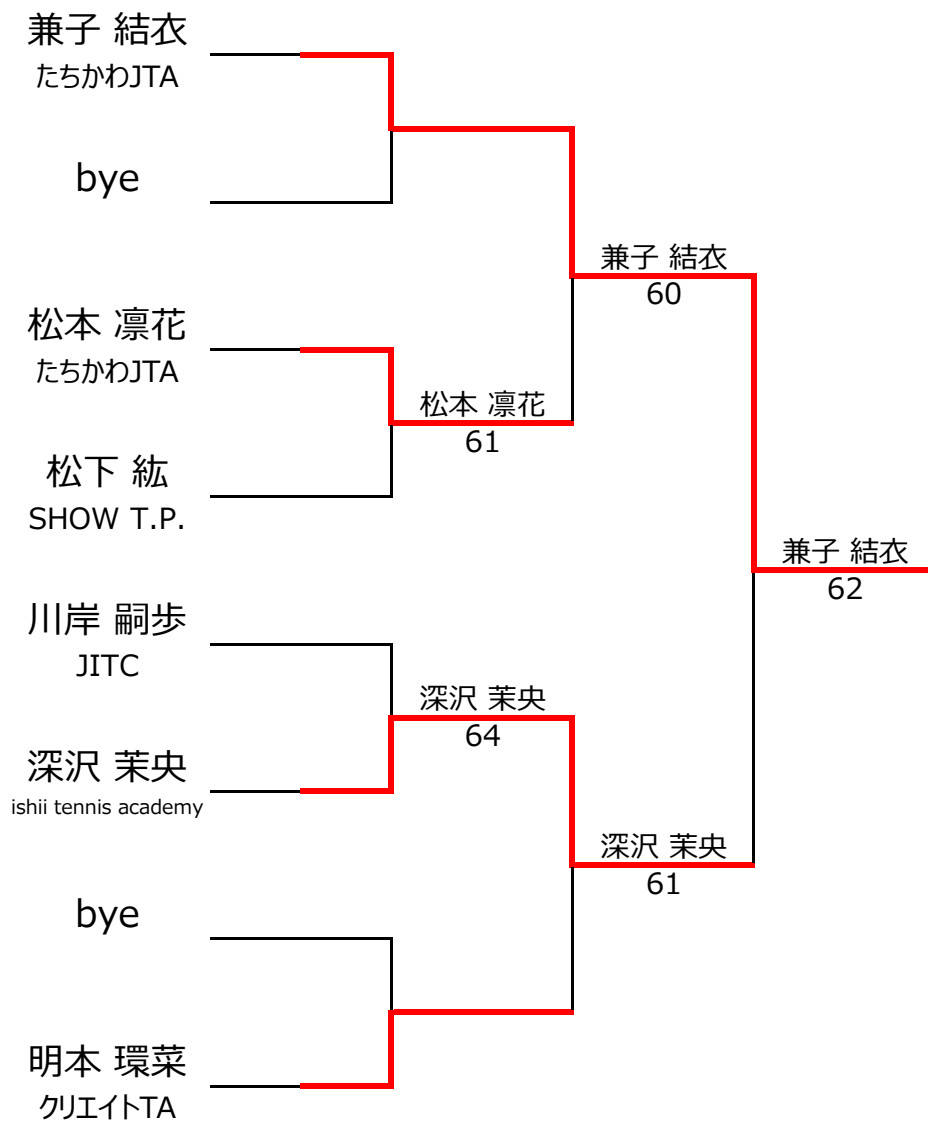 兼子 結衣
たちかわJTA
bye
松本 凛花
たちかわJTA
松下 紘
SHOW T.P.
川岸 嗣歩
JITC
深沢 茉央
ishii tennis academy
bye
明本 環菜
クリエイトTA
松本 凛花
61
深沢 茉央
64
兼子 結衣
60
深沢 茉央
61
兼子 結衣
62